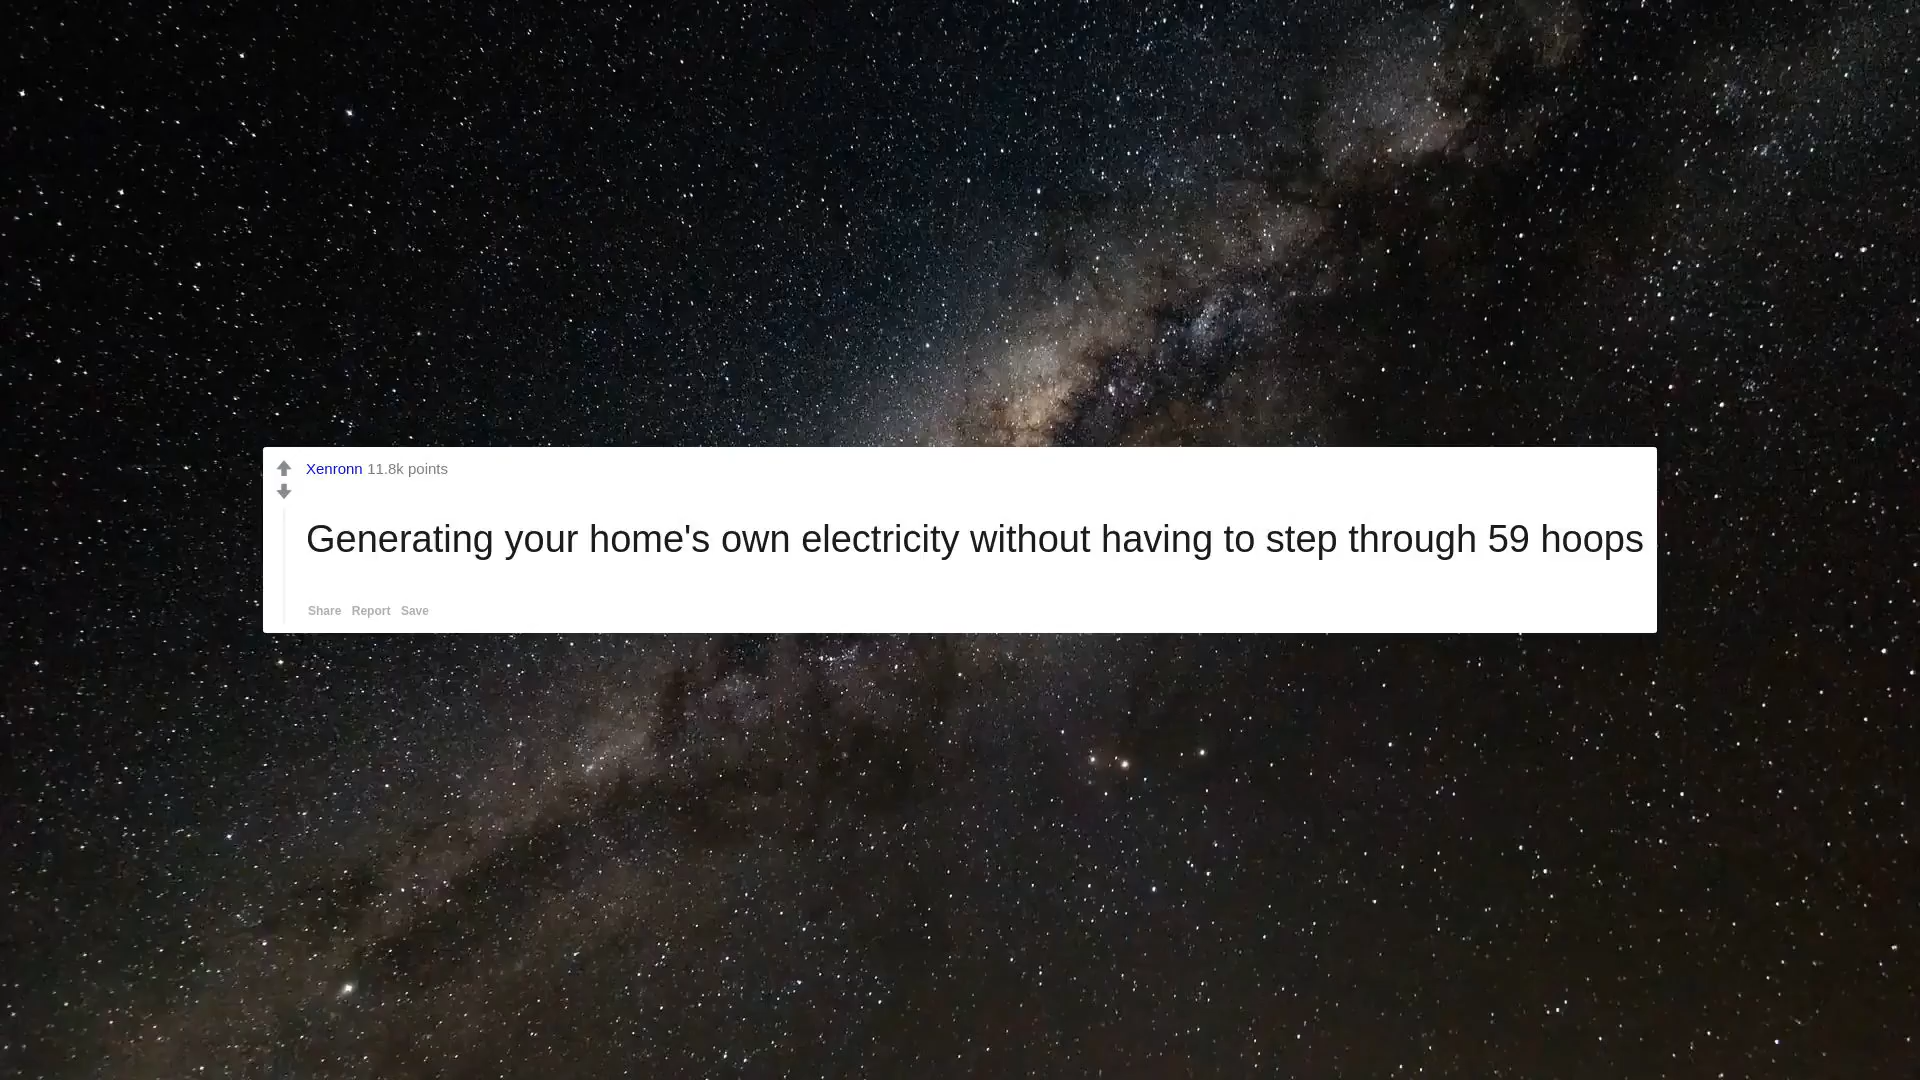 Xenronn 11.8k points
Generating your home's own electricity without having to step through 59 hoops
Share Report Save